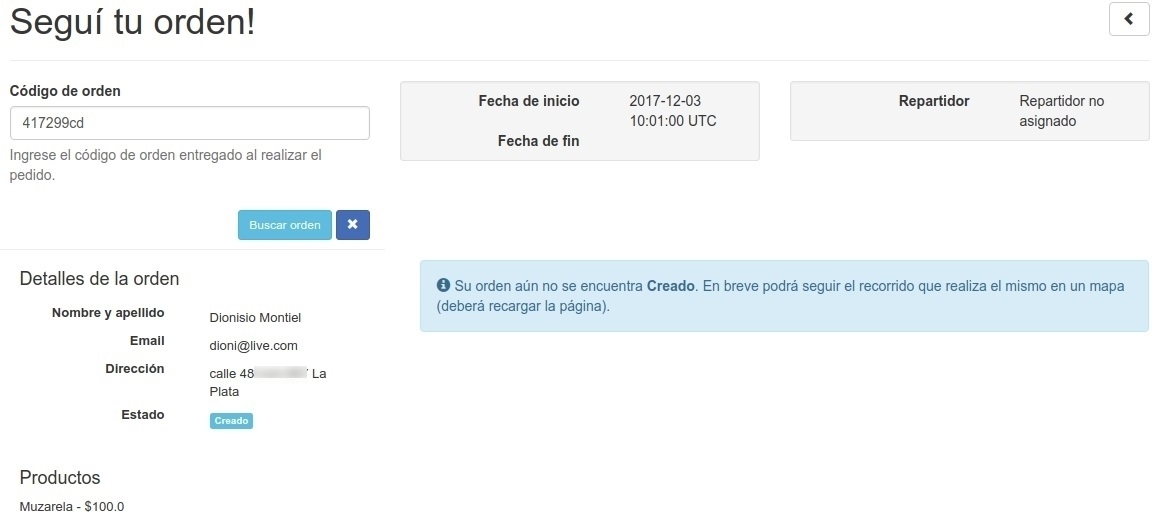 Seguí tu orden!
Código de orden
417299cd
Ingrese el código de orden entregado al realizar el
pedido.
Buscar orden
Fecha de inicio 2017-12-03
10:01:00 UTC
Fecha de fin
Repartidor Repartidor no
asignado
Detalles de la orden
Nombre y apellido Dionisio Montiel
Email dioni@live.com
Dirección calle 48 La
Plata
Estado Creado
Su orden aún no se encuentra Creado. En breve podrá seguir el recorrido que realiza el mismo en un mapa
(deberá recargar la página).
Productos
Muzarela - $100.0